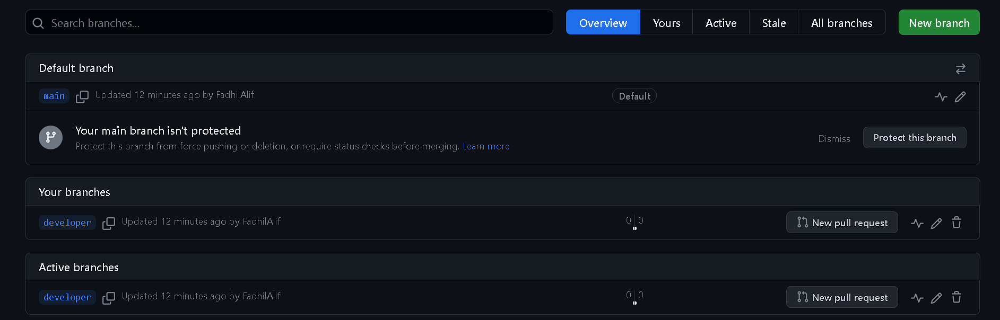 Search branches...
Overview Yours Active Stale All branches New branch
Default branch
main Updated 12 minutes ago by FadhilAlif Default
Your main branch isn't protected
Protect this branch from force pushing or deletion, or require status checks before merging. Learn more
Dismiss Protect this branch
Your branches
developer Updated 12 minutes ago by FadhilAlif 0 0 New pull request
Active branches
developer Updated 12 minutes ago by FadhilAlif 0 0 New pull request